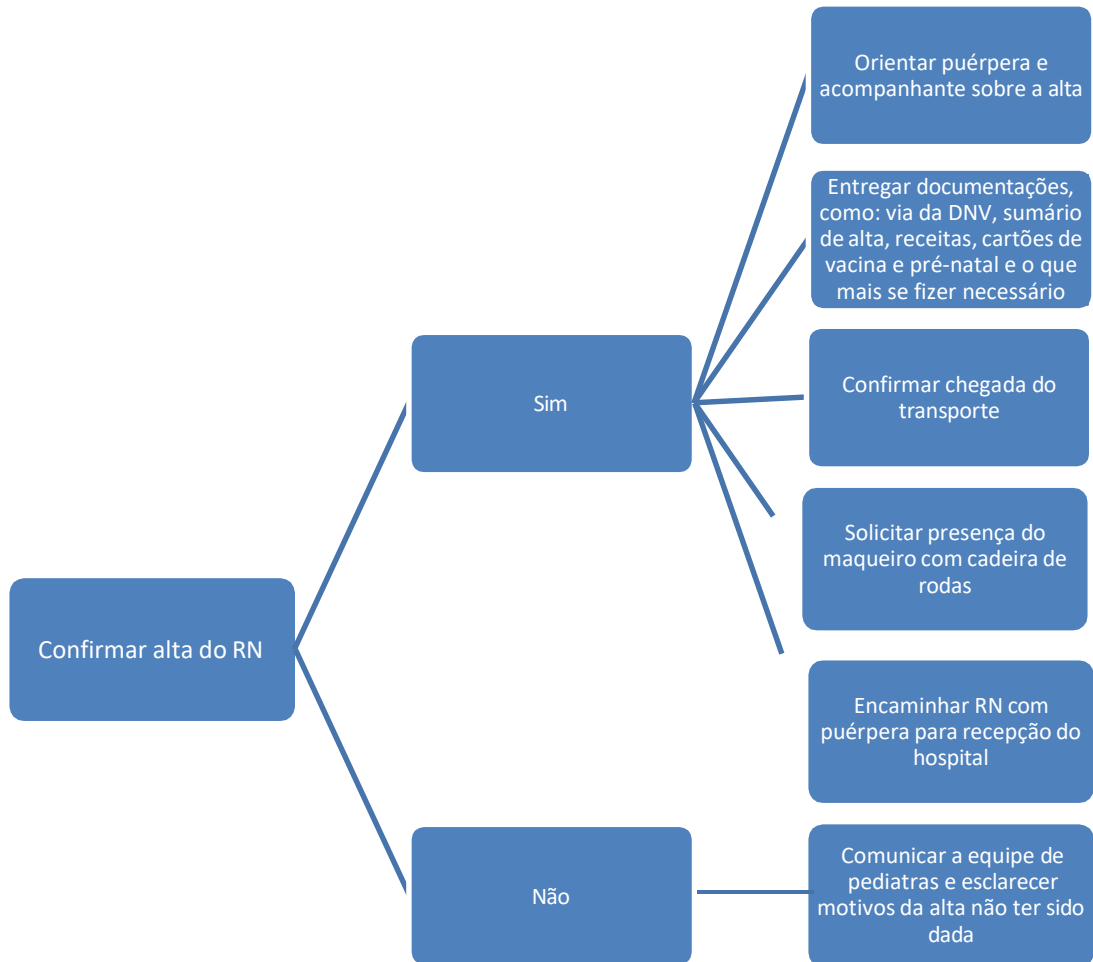 Orientar puérpera e
acompanhante sobre a alta
Entregar documentações,
como: via da DNV, sumário
de alta, receitas, cartões de
vacina e pré-natal e o que
mais se fizer necessário
Sim
Confirmar chegada do
transporte
Solicitar presença do
maqueiro com cadeira de
rodas
Confirmar alta do RN
Encaminhar RN com
puérpera para recepção do
hospital
Não
Comunicar a equipe de
pediatras e esclarecer
motivos da alta não ter sido
dada